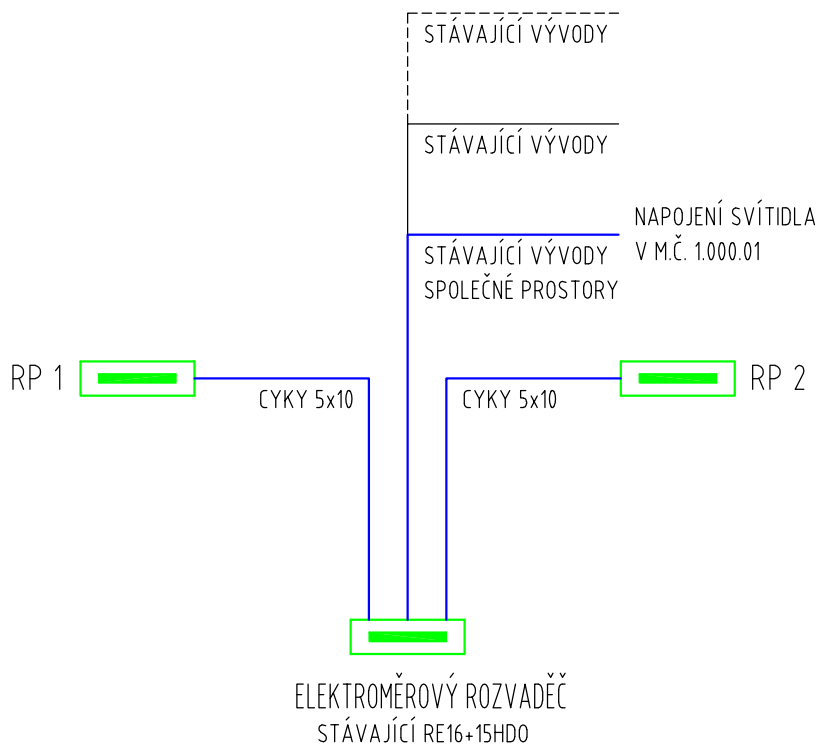 STÁVAJÍCÍ VÝVODY
STÁVAJÍCÍ VÝVODY
NAPOJENÍ SVÍTIDLA
V M.Č. 1.000.01
STÁVAJÍCÍ VÝVODY
SPOLEČNÉ PROSTORY
RP 1
RP 2
CYKY 5x10
CYKY 5x10
ELEKTROMĚROVÝ ROZVADĚČ
STÁVAJÍCÍ RE16+15HDO